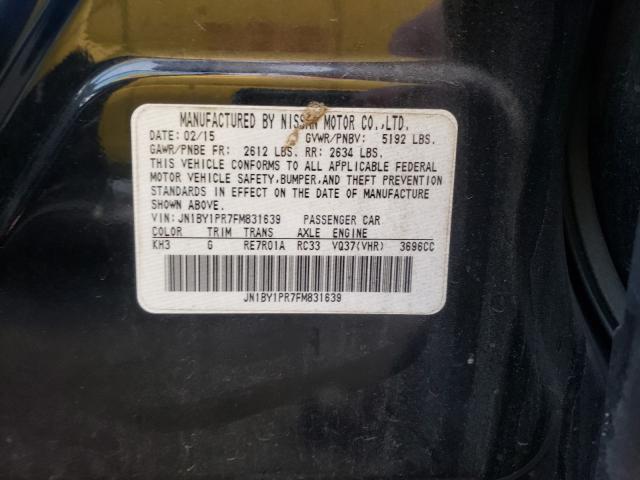 MANUFACTURED BY NISSAN MOTOR CO.,LTD.
DATE: 02/15 GVWR/PNBV: 5192 LBS.
GAWR/PNBE FR: 2612 LBS. RR: 2634 LBS.
THIS VEHICLE CONFORMS TO ALL APPLICABLE FEDERAL
MOTOR VEHICLE SAFETY, BUMPER, AND THEFT PREVENTION
STANDARDS IN EFFECT ON THE DATE OF MANUFACTURE
SHOWN ABOVE.
VIN: JN1BY1PR7FM831639 PASSENGER CAR
COLOR TRIM TRANS AXLE ENGINE
KH3 G RE7R01A RC33 VQ37(VHR) 3696CC
JN1BY1PR7FM831639